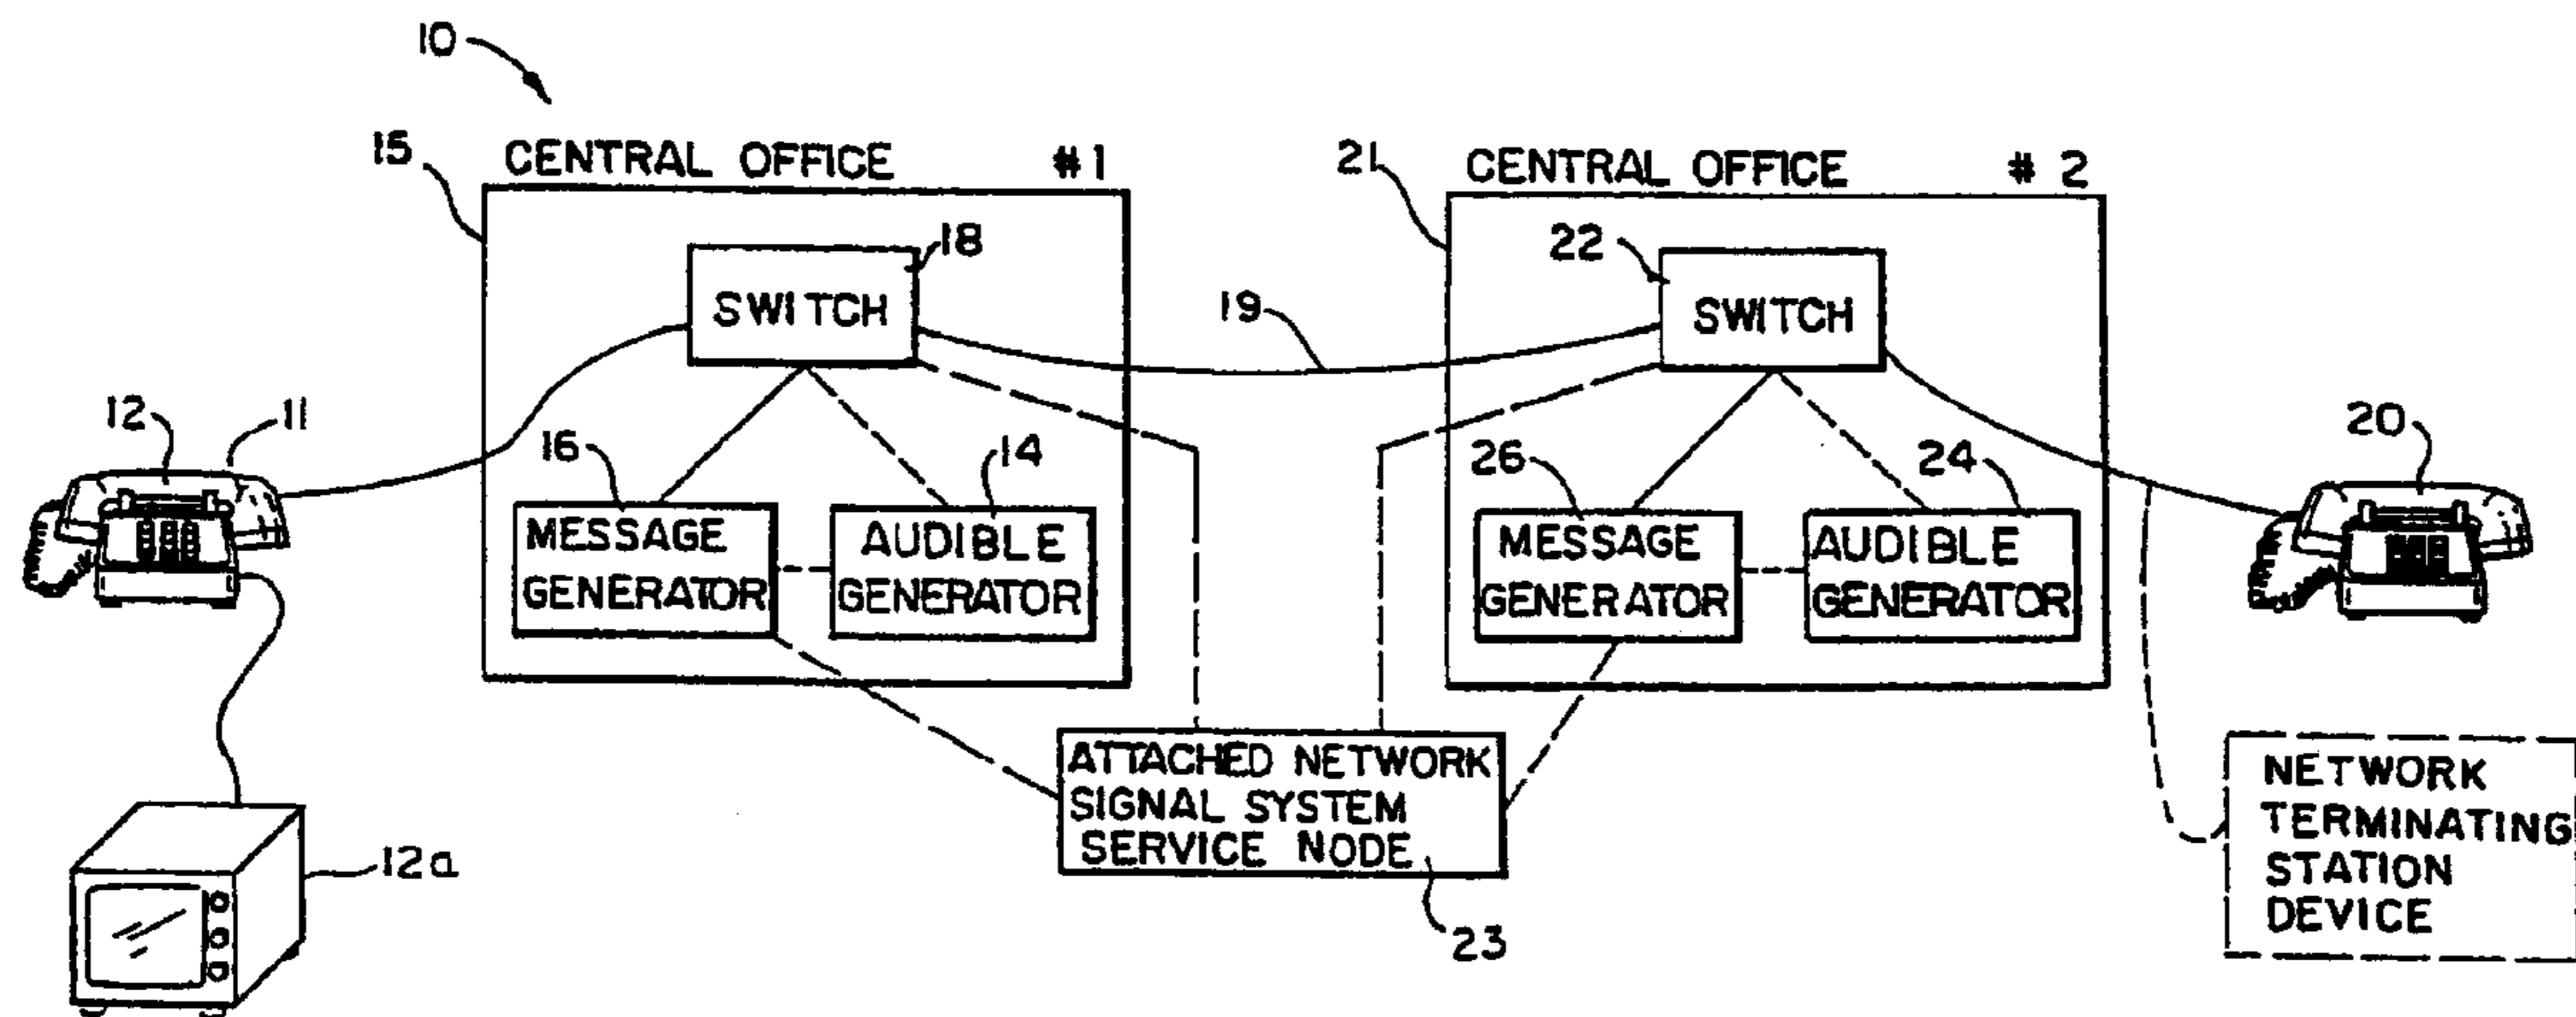 10
15
CENTRAL OFFICE #1
21
CENTRAL OFFICE # 2
18
SWITCH
19
22
SWITCH
12
11
16
14
MESSAGE
GENERATOR
AUDIBLE
GENERATOR
26
24
MESSAGE
GENERATOR
AUDIBLE
GENERATOR
20
12a
ATTACHED NETWORK
SIGNAL SYSTEM
SERVICE NODE
23
NETWORK
TERMINATING
STATION
DEVICE